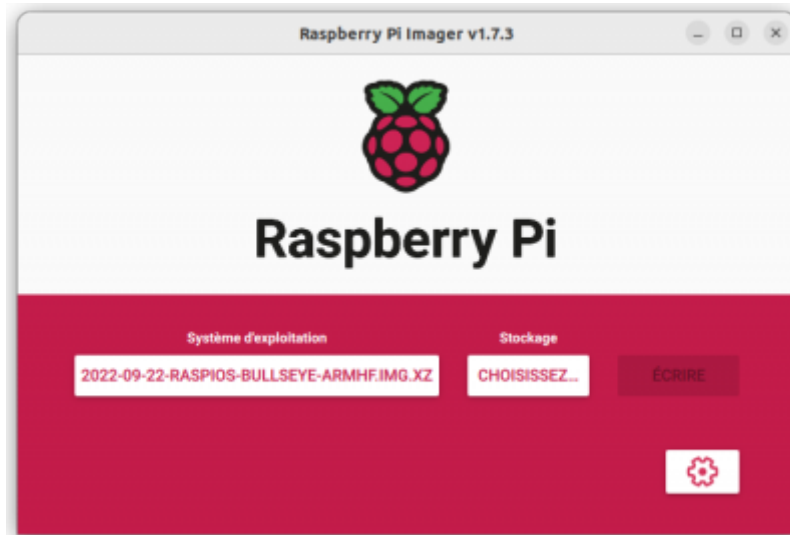 Raspberry Pi Imager v1.7.3
Raspberry Pi
Système d'exploitation Stockage
2022-09-22-RASPIOS-BULLSEYE-ARMHF.IMG.XZ CHOISISSEZ... ÉCRIRE